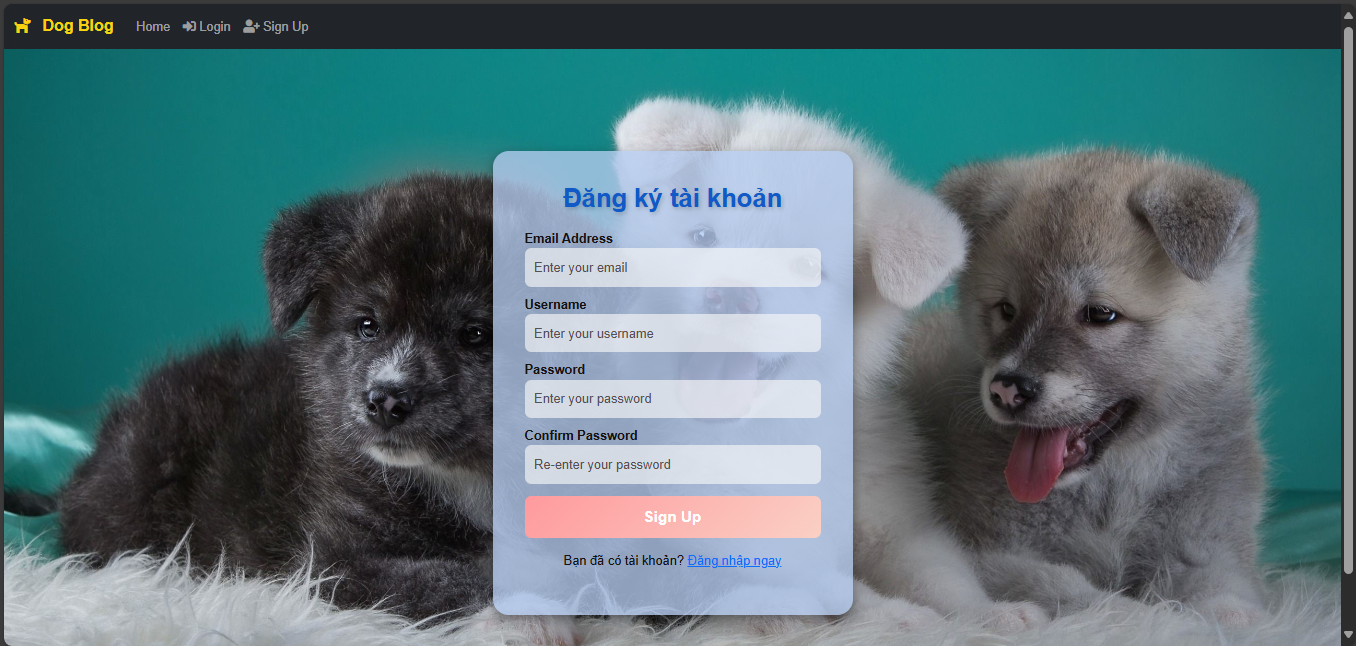 Dog Blog Home Login Sign Up
Đăng ký tài khoản
Email Address
Enter your email
Username
Enter your username
Password
Enter your password
Confirm Password
Re-enter your password
Sign Up
Bạn đã có tài khoản? Đăng nhập ngay